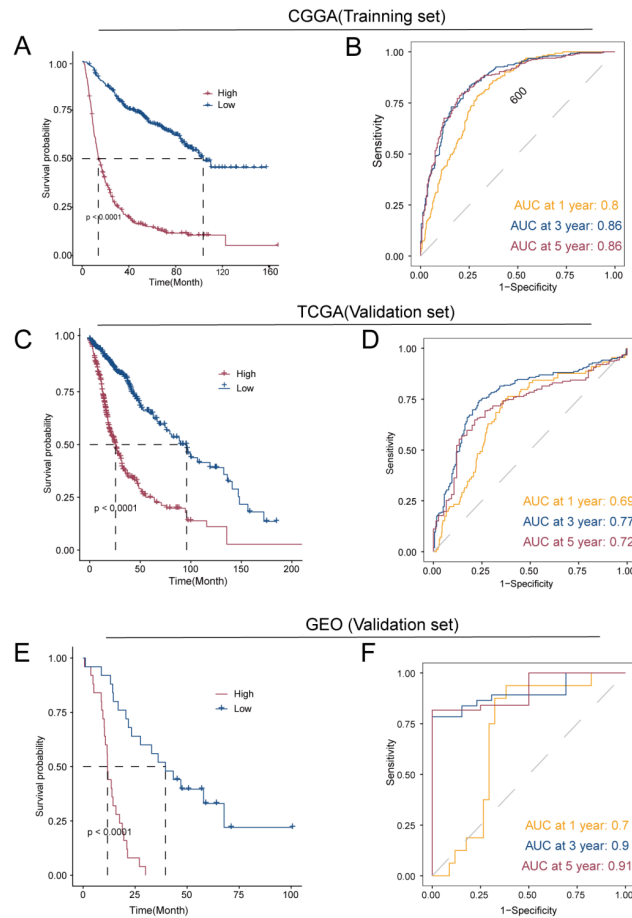 CGGA(Trainning set)
A
Survival probability
1.00
0.75
0.50
0.25
0.00
High
Low
p < 0.0001
0
40
80
120
160
Time(Month)
B
Sensitivity
1.00
0.75
0.50
0.25
0.00
600
AUC at 1 year: 0.8
AUC at 3 year: 0.86
AUC at 5 year: 0.86
0.00
0.25
0.50
0.75
1.00
1-Specificity
TCGA(Validation set)
C
Survival probability
1.00
0.75
0.50
0.25
0.00
High
Low
p < 0.0001
0
50
100
150
200
Time(Month)
D
Sensitivity
1.00
0.75
0.50
0.25
0.00
AUC at 1 year: 0.69
AUC at 3 year: 0.77
AUC at 5 year: 0.72
0.00
0.25
0.50
0.75
1.00
1-Specificity
GEO (Validation set)
E
Survival probability
1.00
0.75
0.50
0.25
0.00
High
Low
p < 0.0001
0
25
50
75
100
Time(Month)
F
Sensitivity
1.00
0.75
0.50
0.25
0.00
AUC at 1 year: 0.7
AUC at 3 year: 0.9
AUC at 5 year: 0.91
0.00
0.25
0.50
0.75
1.00
1-Specificity